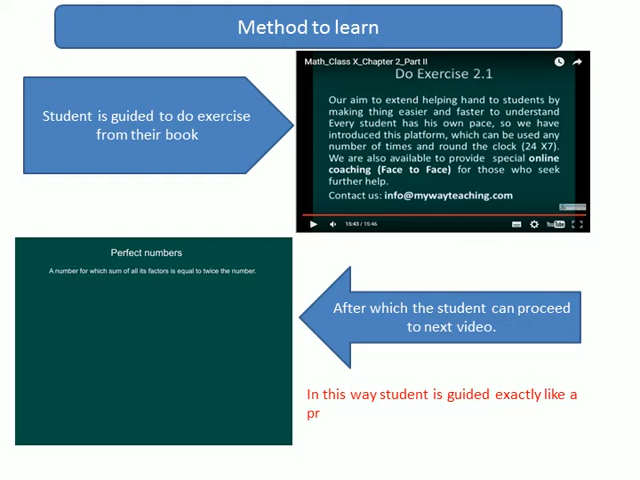 Method to learn
Student is guided to do exercise
from their book
Math_Class X_Chapter 2_Part II
Do Exercise 2.1
Our aim to extend helping hand to students by
making thing easier and faster to understand
Every student has his own pace, so we have
introduced this platform, which can be used any
number of times and round the clock (24 X7).
We are also available to provide special online
coaching (Face to Face) for those who seek
further help.
Contact us: info@mywayteaching.com
15:43 / 15:46
YouTube
Perfect numbers
A number for which sum of all its factors is equal to twice the number.
After which the student can proceed
to next video.
In this way student is guided exactly like a
pr